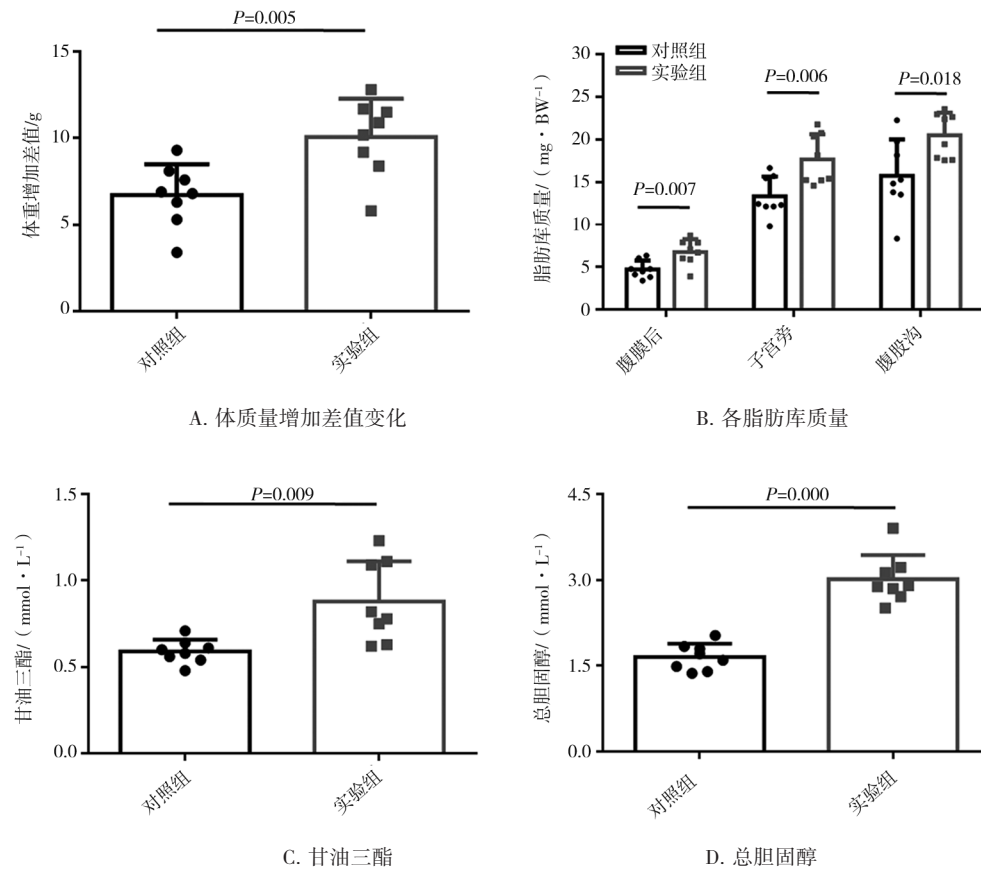 P=0.005
体重增加差值/g
15
10
5
0
对照组
实验组
A. 体质量增加差值变化
对照组
实验组
P=0.007
P=0.006
P=0.018
脂肪库质量/（mg·BW⁻¹）
30
25
20
15
10
5
0
腹膜后
子宫旁
腹股沟
B. 各脂肪库质量
P=0.009
甘油三酯/（mmol·L⁻¹）
1.5
1.0
0.5
0.0
对照组
实验组
C. 甘油三酯
P=0.000
总胆固醇/（mmol·L⁻¹）
4.5
3.0
1.5
0.0
对照组
实验组
D. 总胆固醇